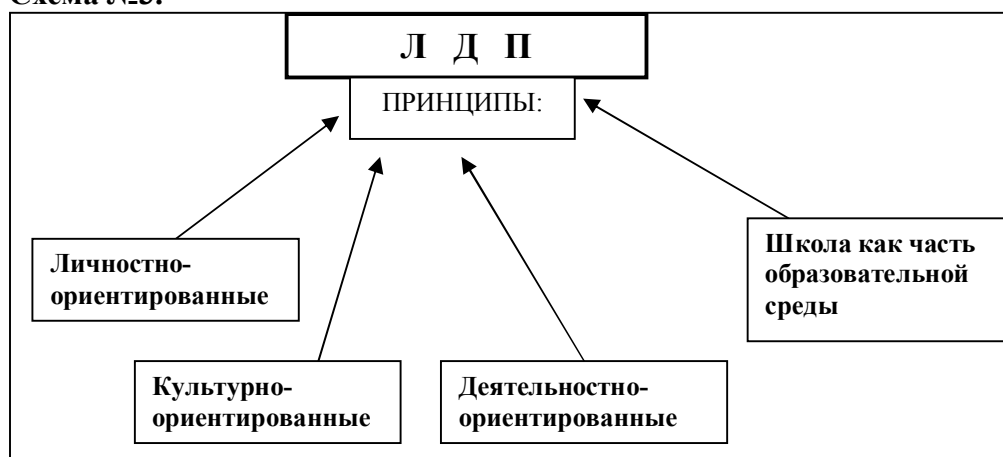 Схема №3.
Л Д П
ПРИНЦИПЫ:
Личностно-
ориентированные
Школа как часть
образовательной
среды
Культурно-
ориентированные
Деятельностно-
ориентированные